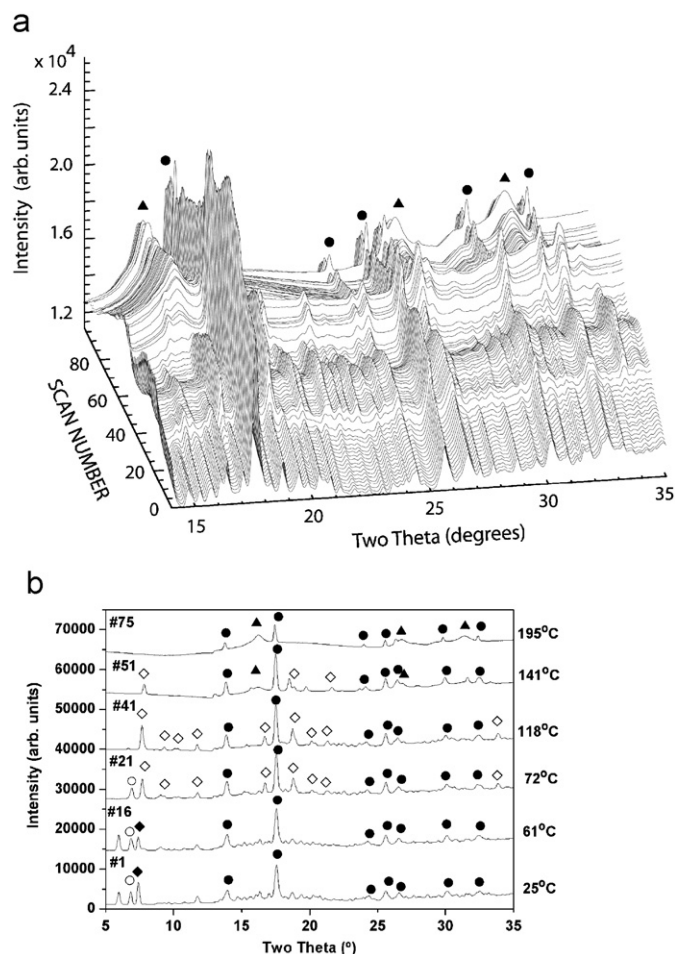 a
x 10⁴
2.4
2.0
1.6
1.2
Intensity (arb. units)
80
60
40
20
0
SCAN NUMBER
15
20
25
30
35
Two Theta (degrees)
b
#75
195°C
#51
141°C
#41
118°C
#21
72°C
#16
61°C
#1
25°C
70000
60000
50000
40000
30000
20000
10000
0
Intensity (arb. units)
5
10
15
20
25
30
35
Two Theta (º)